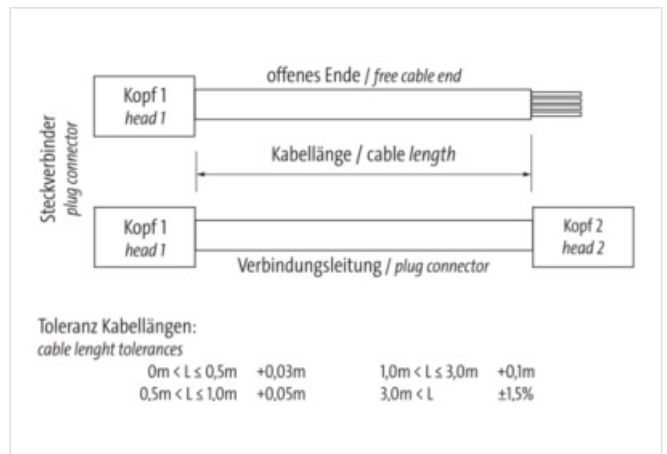 offenes Ende / free cable end
Kopf 1
head 1
Steckverbinder
plug connector
Kabellänge / cable length
Kopf 1
head 1
Kopf 2
head 2
Verbindungsleitung / plug connector
Toleranz Kabellängen:
cable lenght tolerances
0m < L ≤ 0,5m +0,03m 1,0m < L ≤ 3,0m +0,1m
0,5m < L ≤ 1,0m +0,05m 3,0m < L ±1,5%